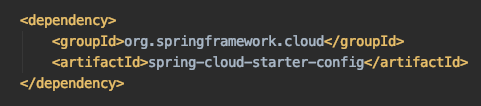 <dependency>
    <groupId>org.springframework.cloud</groupId>
    <artifactId>spring-cloud-starter-config</artifactId>
</dependency>